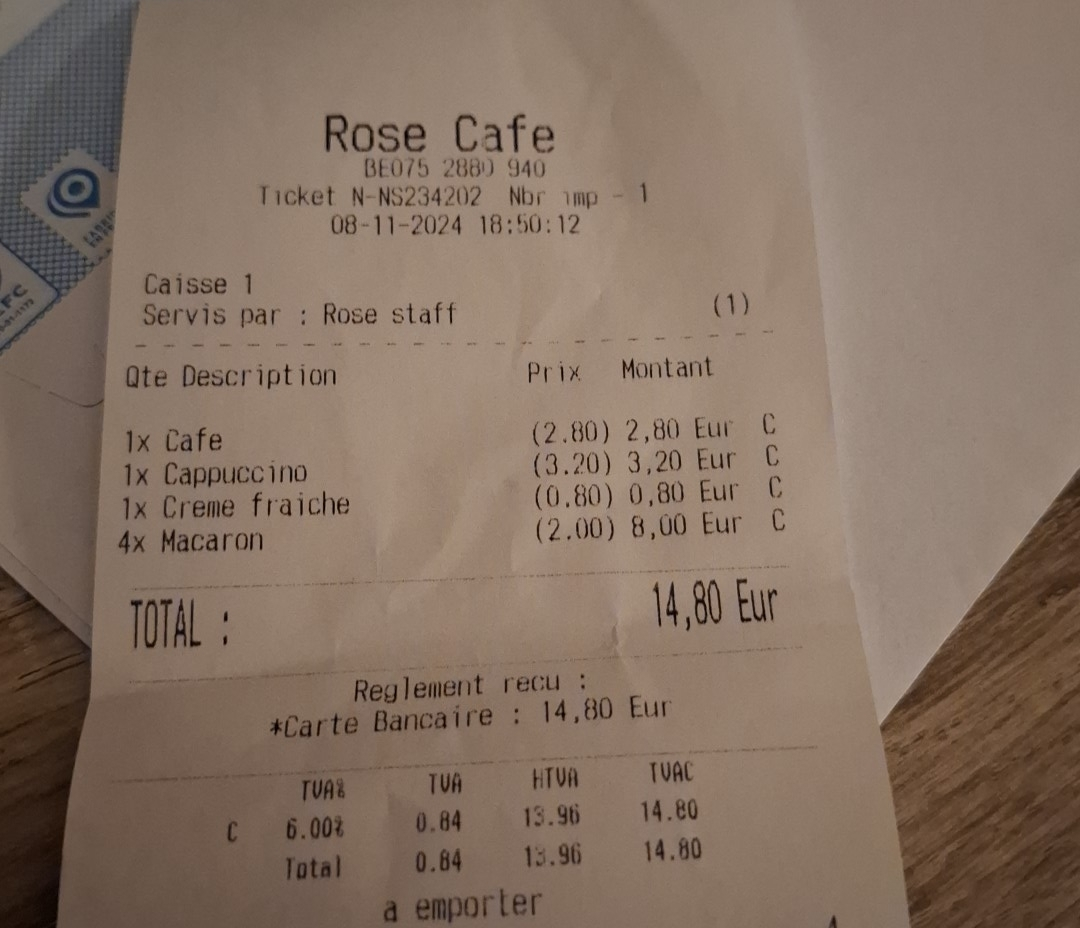 Rose Cafe
BE075 2880 940
Ticket N-NS234202 Nbr imp - 1
08-11-2024 18:50:12
Caisse 1
Servis par : Rose staff (1)
Qte Description Prix Montant
1x Cafe (2.80) 2,80 Eur C
1x Cappuccino (3.20) 3,20 Eur C
1x Creme fraiche (0.80) 0,80 Eur C
4x Macaron (2.00) 8,00 Eur C
TOTAL : 14,80 Eur
Reglement recu :
*Carte Bancaire : 14,80 Eur
TVA% TVA HTVA TVAC
C 6.00% 0.84 13.96 14.80
Total 0.84 13.96 14.80
a emporter